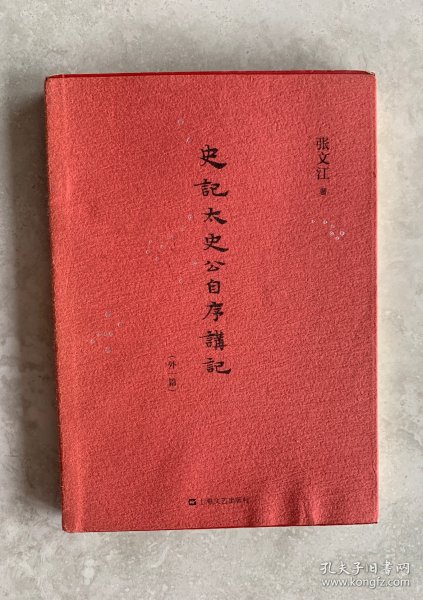 张文江 著
史記太史公自序講記
（外一篇）
上海文艺出版社
孔夫子旧书网
www.kongfz.com